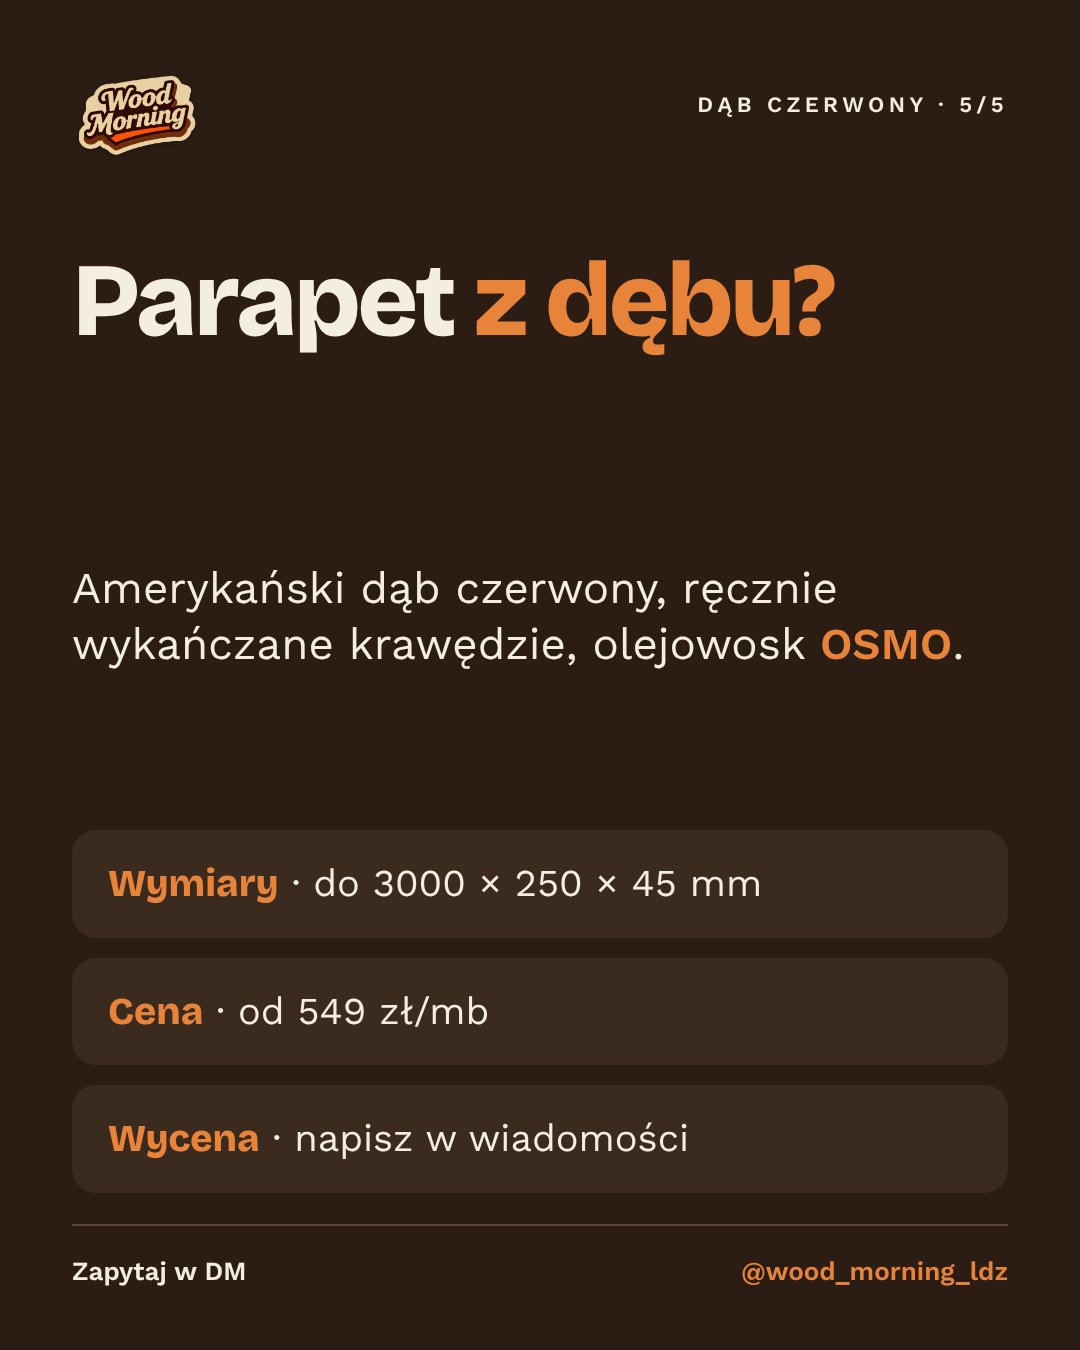 Wood
Morning
DĄB CZERWONY · 5/5
Parapet z dębu?
Amerykański dąb czerwony, ręcznie
wykańczane krawędzie, olejowosk OSMO.
Wymiary · do 3000 × 250 × 45 mm
Cena · od 549 zł/mb
Wycena · napisz w wiadomości
Zapytaj w DM
@wood_morning_ldz